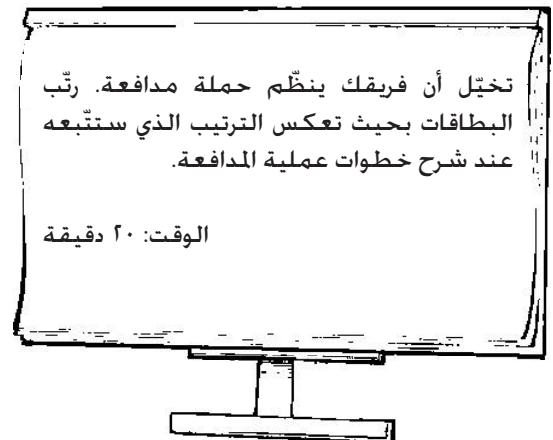 تخيّل أن فريقك ينظّم حملة مدافعة. رتّب
البطاقات بحيث تعكس الترتيب الذي ستتّبعه
عند شرح خطوات عملية المدافعة.
الوقت: ٢٠ دقيقة